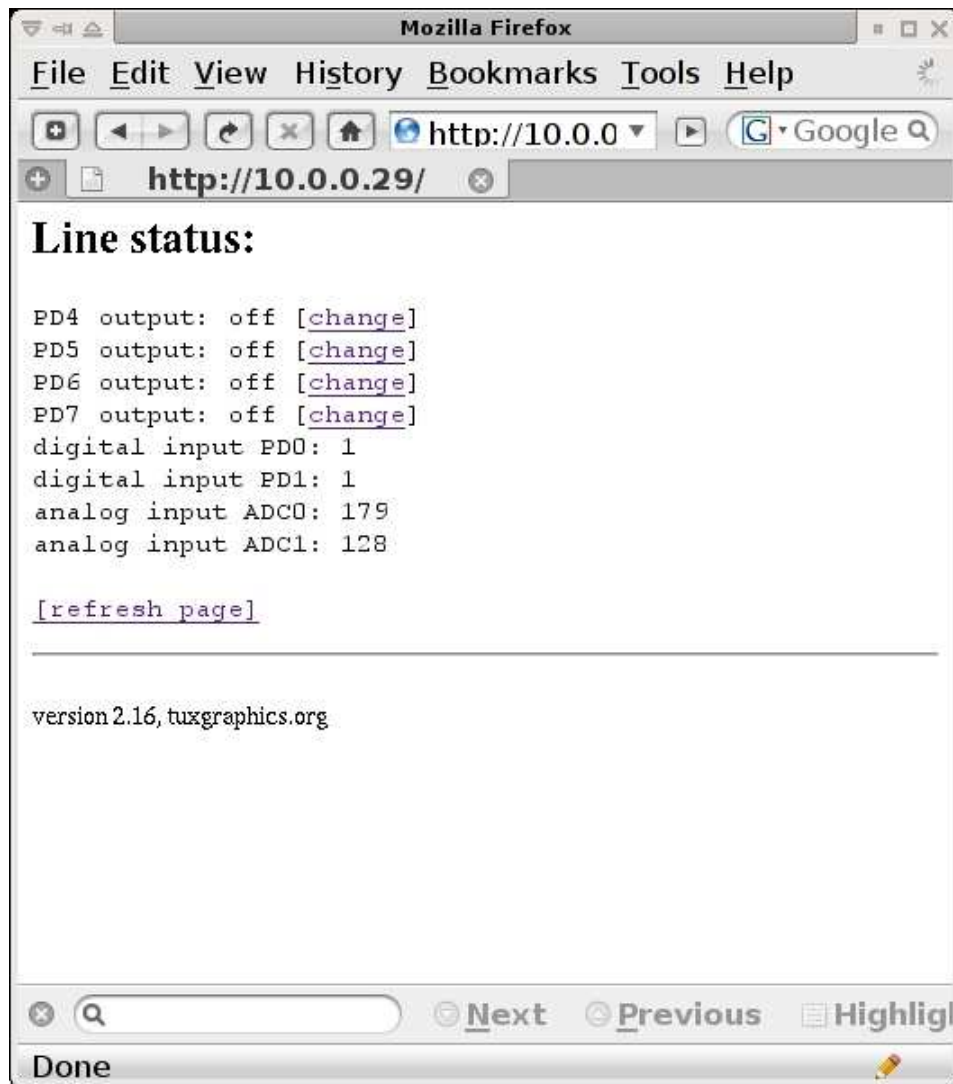 Mozilla Firefox
File Edit View History Bookmarks Tools Help
http://10.0.0 G Google
http://10.0.0.29/
Line status:
PD4 output: off [change]
PD5 output: off [change]
PD6 output: off [change]
PD7 output: off [change]
digital input PD0: 1
digital input PD1: 1
analog input ADC0: 179
analog input ADC1: 128
[refresh page]
version 2.16, tuxgraphics.org
Next Previous Highligl
Done